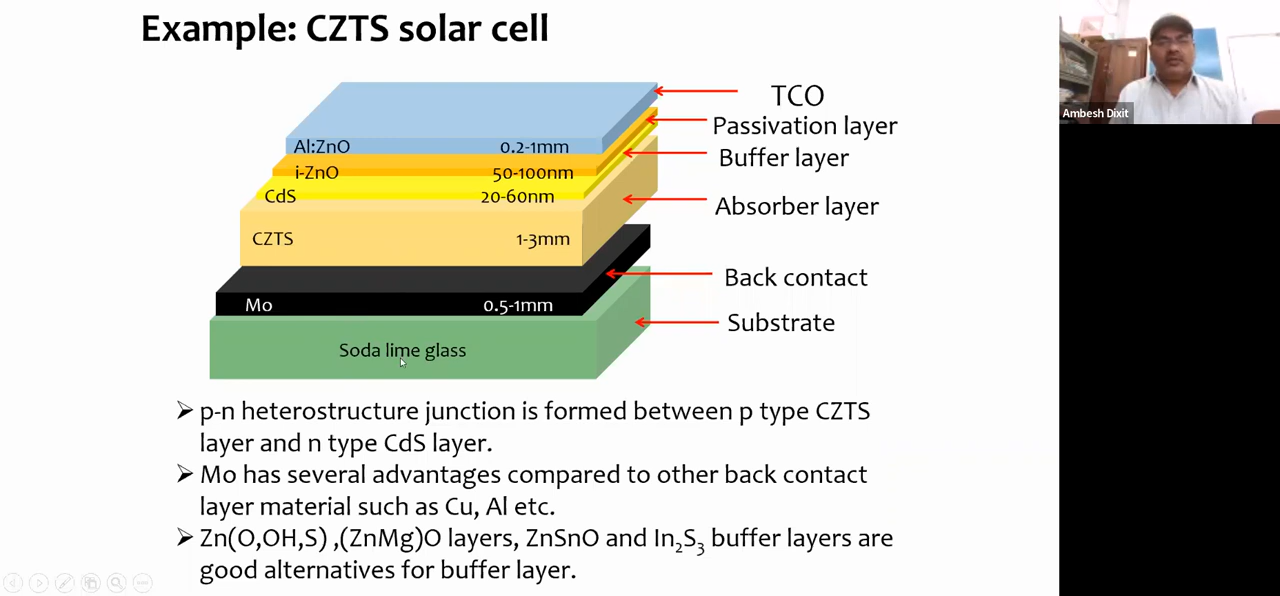 Example: CZTS solar cell
Ambesh Dixit
TCO
Al:ZnO 0.2-1mm
Passivation layer
i-ZnO 50-100nm
Buffer layer
CdS 20-60nm
Absorber layer
CZTS 1-3mm
Back contact
Mo 0.5-1mm
Substrate
Soda lime glass
➢ p-n heterostructure junction is formed between p type CZTS
layer and n type CdS layer.
➢ Mo has several advantages compared to other back contact
layer material such as Cu, Al etc.
➢ Zn(O,OH,S) ,(ZnMg)O layers, ZnSnO and In₂S₃ buffer layers are
good alternatives for buffer layer.